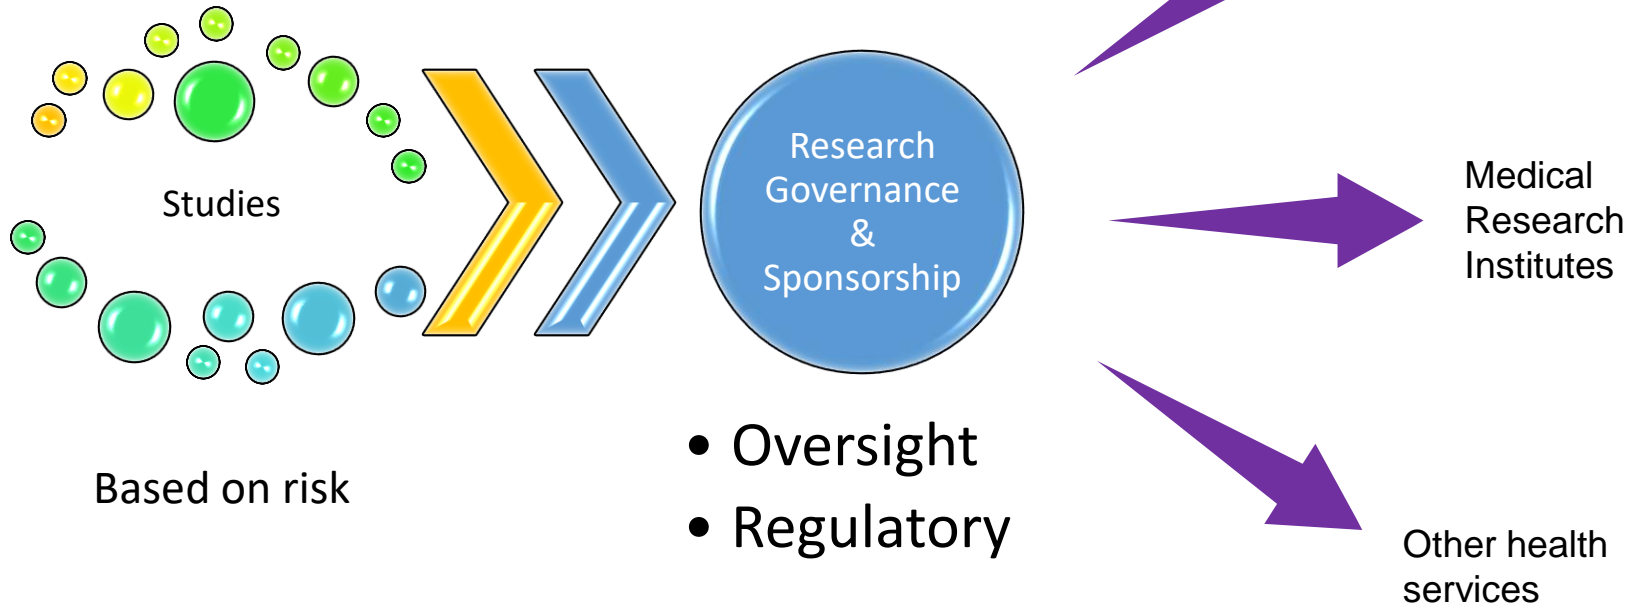 Studies
Based on risk
Research
Governance
&
Sponsorship
• Oversight
• Regulatory
Medical
Research
Institutes
Other health
services